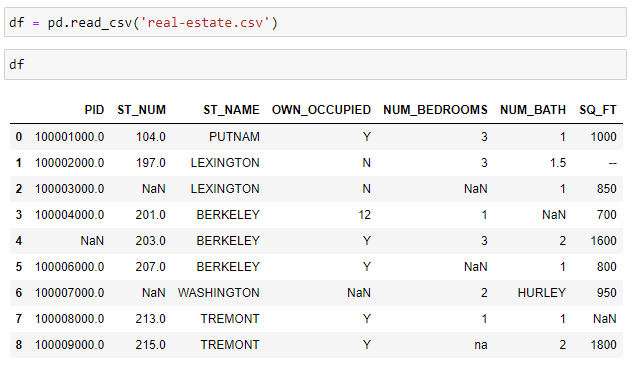 df = pd.read_csv('real-estate.csv')
df
PID ST_NUM ST_NAME OWN_OCCUPIED NUM_BEDROOMS NUM_BATH SQ_FT
0 100001000.0 104.0 PUTNAM Y 3 1 1000
1 100002000.0 197.0 LEXINGTON N 3 1.5 --
2 100003000.0 NaN LEXINGTON N NaN 1 850
3 100004000.0 201.0 BERKELEY 12 1 NaN 700
4 NaN 203.0 BERKELEY Y 3 2 1600
5 100006000.0 207.0 BERKELEY Y NaN 1 800
6 100007000.0 NaN WASHINGTON NaN 2 HURLEY 950
7 100008000.0 213.0 TREMONT Y 1 1 NaN
8 100009000.0 215.0 TREMONT Y na 2 1800